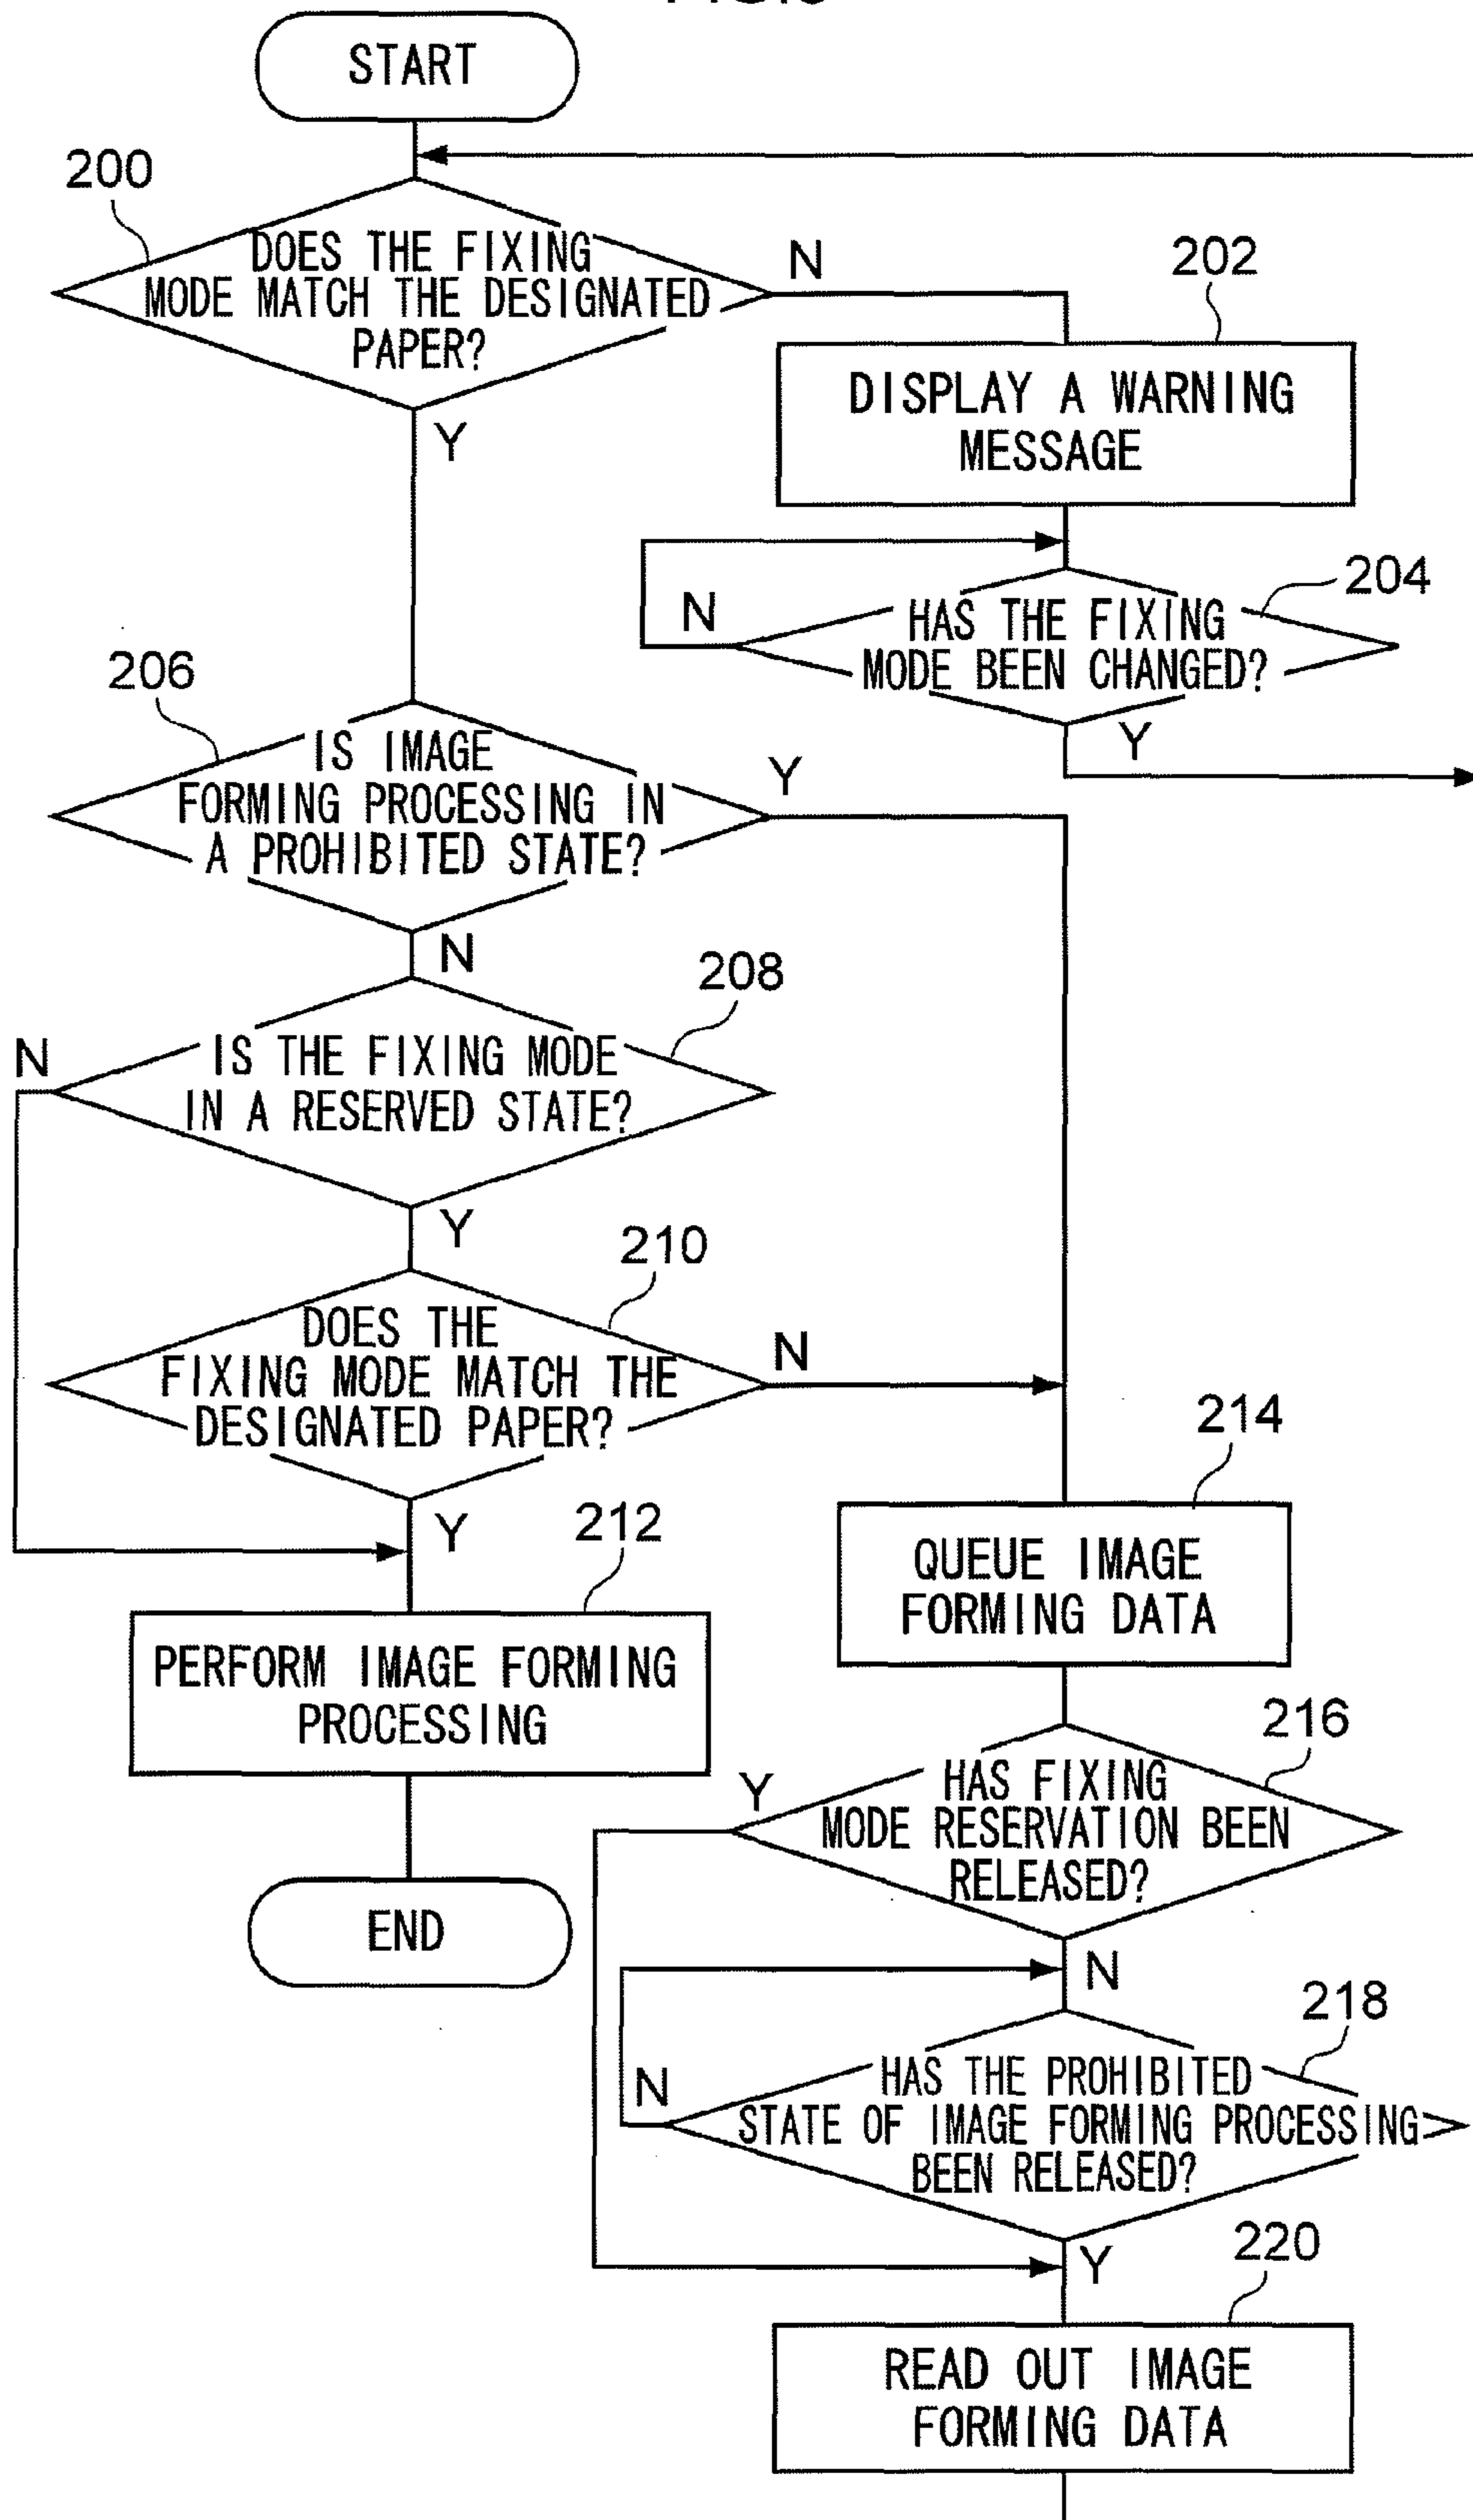 START
200
DOES THE FIXING
MODE MATCH THE DESIGNATED
PAPER?
N
Y
202
DISPLAY A WARNING
MESSAGE
204
HAS THE FIXING
MODE BEEN CHANGED?
N
Y
206
IS IMAGE
FORMING PROCESSING IN
A PROHIBITED STATE?
Y
N
208
IS THE FIXING MODE
IN A RESERVED STATE?
N
Y
210
DOES THE
FIXING MODE MATCH THE
DESIGNATED PAPER?
N
Y
212
PERFORM IMAGE FORMING
PROCESSING
END
214
QUEUE IMAGE
FORMING DATA
216
HAS FIXING
MODE RESERVATION BEEN
RELEASED?
Y
N
218
HAS THE PROHIBITED
STATE OF IMAGE FORMING PROCESSING
BEEN RELEASED?
N
Y
220
READ OUT IMAGE
FORMING DATA